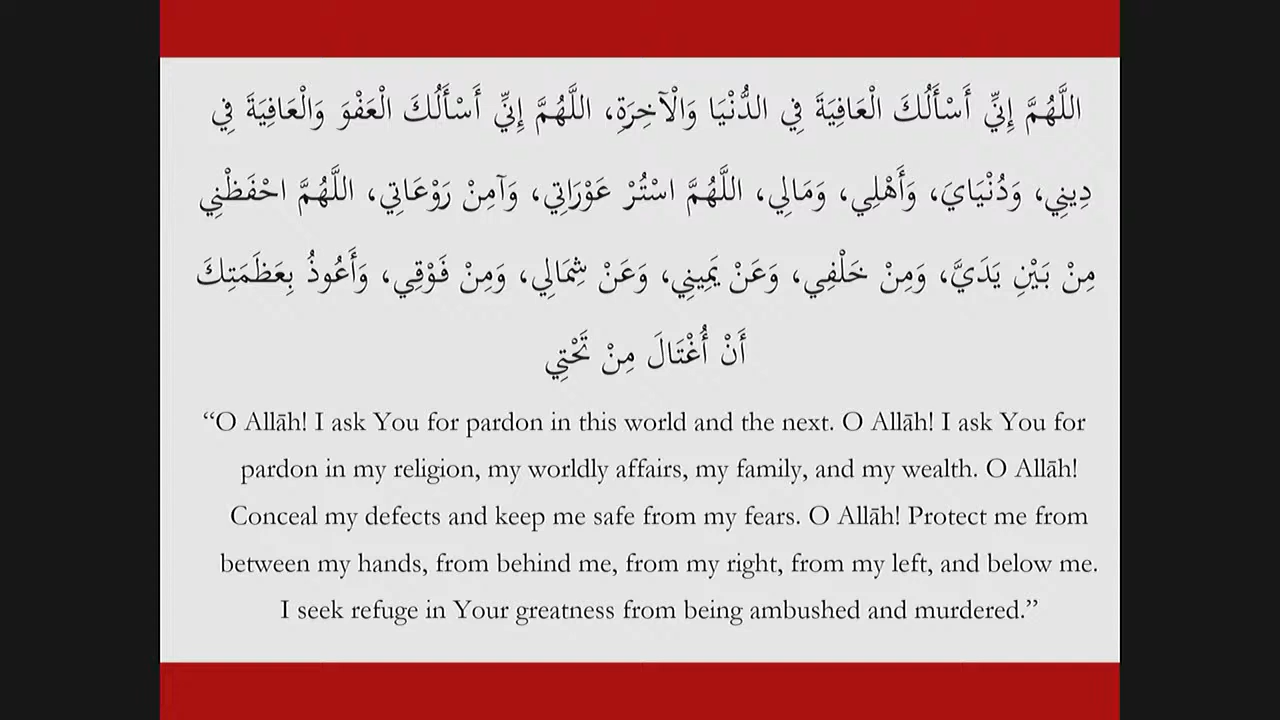 اللَّهُمَّ إِنِّي أَسْأَلُكَ الْعَافِيَةَ فِي الدُّنْيَا وَالْآخِرَةِ، اللَّهُمَّ إِنِّي أَسْأَلُكَ الْعَفْوَ وَالْعَافِيَةَ فِي
دِينِي، وَدُنْيَايَ، وَأَهْلِي، وَمَالِي، اللَّهُمَّ اسْتُرْ عَوْرَاتِي، وَآمِنْ رَوْعَاتِي، اللَّهُمَّ احْفَظْنِي
مِنْ بَيْنِ يَدَيَّ، وَمِنْ خَلْفِي، وَعَنْ يَمِينِي، وَعَنْ شِمَالِي، وَمِنْ فَوْقِي، وَأَعُوذُ بِعَظَمَتِكَ
أَنْ أُغْتَالَ مِنْ تَحْتِي
“O Allāh! I ask You for pardon in this world and the next. O Allāh! I ask You for
pardon in my religion, my worldly affairs, my family, and my wealth. O Allāh!
Conceal my defects and keep me safe from my fears. O Allāh! Protect me from
between my hands, from behind me, from my right, from my left, and below me.
I seek refuge in Your greatness from being ambushed and murdered.”